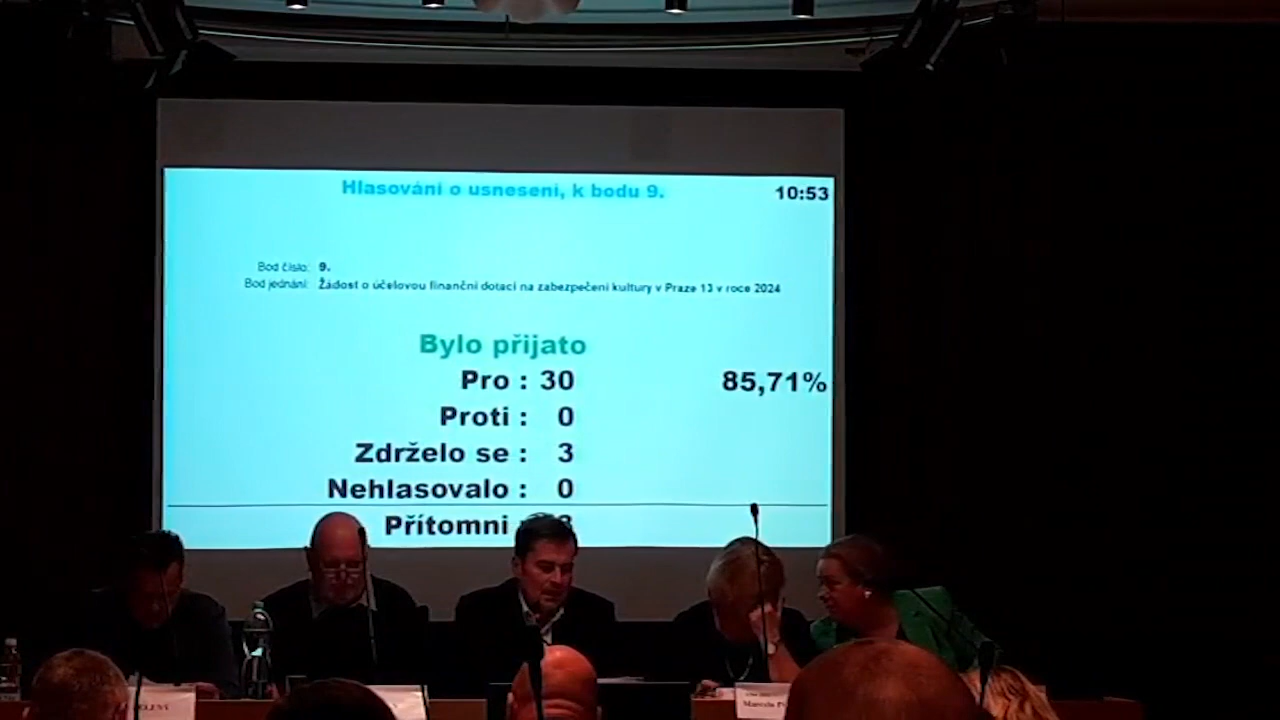 Hlasování o usnesení, k bodu 9.
10:53
Bod číslo: 9.
Bod jednání: Žádost o účelovou finanční dotaci na zabezpečení kultury v Praze 13 v roce 2024
Bylo přijato
Pro : 30 85,71%
Proti : 0
Zdrželo se : 3
Nehlasovalo : 0
Přítomni
Marcela